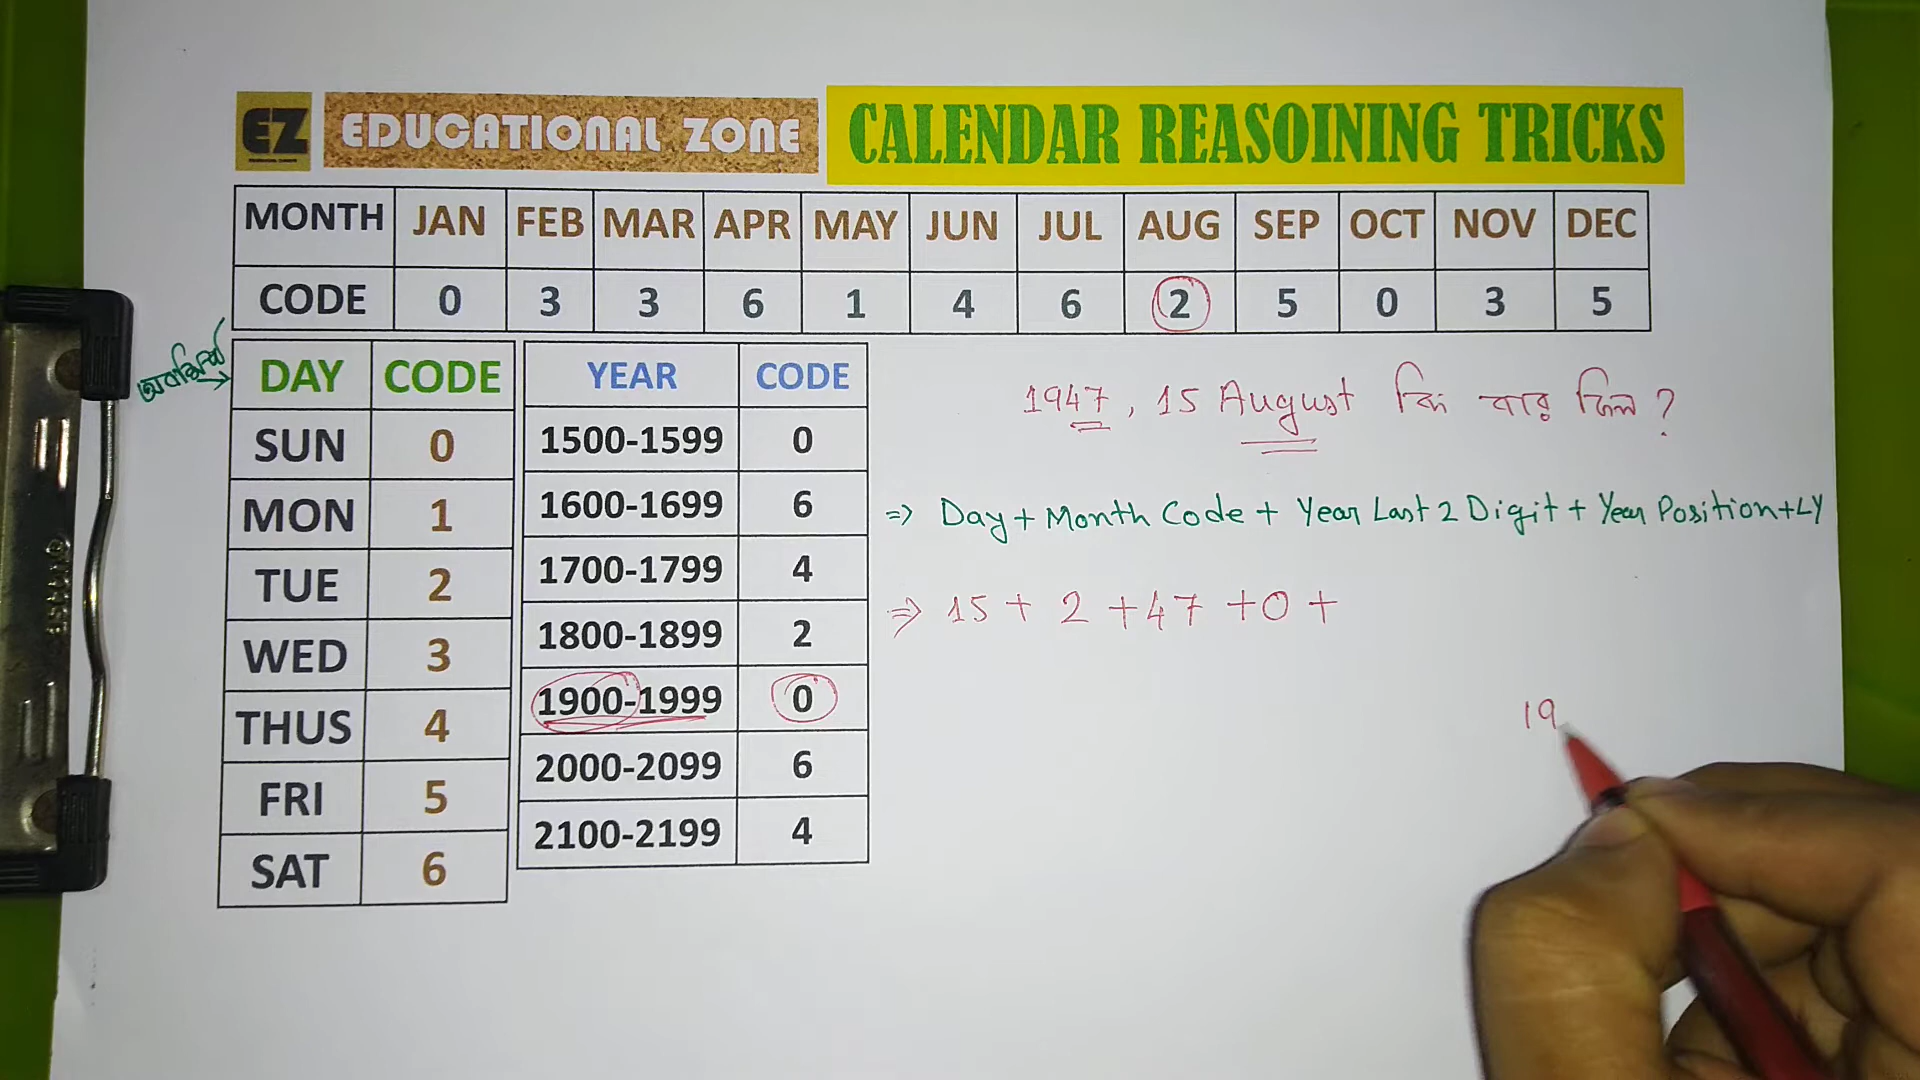 EZ EDUCATIONAL ZONE CALENDAR REASOINING TRICKS
MONTH JAN FEB MAR APR MAY JUN JUL AUG SEP OCT NOV DEC
CODE 0 3 3 6 1 4 6 2 5 0 3 5
DAY CODE
SUN 0
MON 1
TUE 2
WED 3
THUS 4
FRI 5
SAT 6
YEAR CODE
1500-1599 0
1600-1699 6
1700-1799 4
1800-1899 2
1900-1999 0
2000-2099 6
2100-2199 4
1947, 15 August কি বার ছিল ?
=> Day + Month Code + Year Last 2 Digit + Year Position + LY
=> 15 + 2 + 47 + 0 +
19